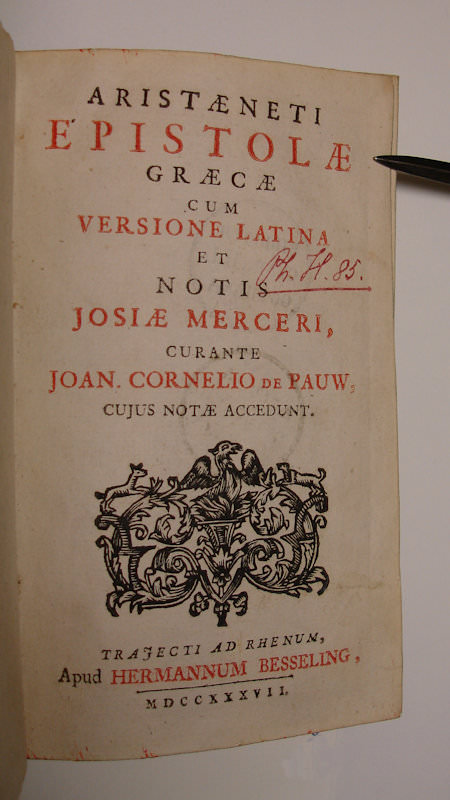 ARISTÆNETI
EPISTOLÆ
GRÆCÆ
CUM
VERSIONE LATINA
ET
NOTIS
Ph. H. 85.
JOSIÆ MERCERI,
CURANTE
JOAN. CORNELIO DE PAUW,
CUJUS NOTÆ ACCEDUNT.
TRAJECTI AD RHENUM,
Apud HERMANNUM BESSELING,
MDCCXXXVII.